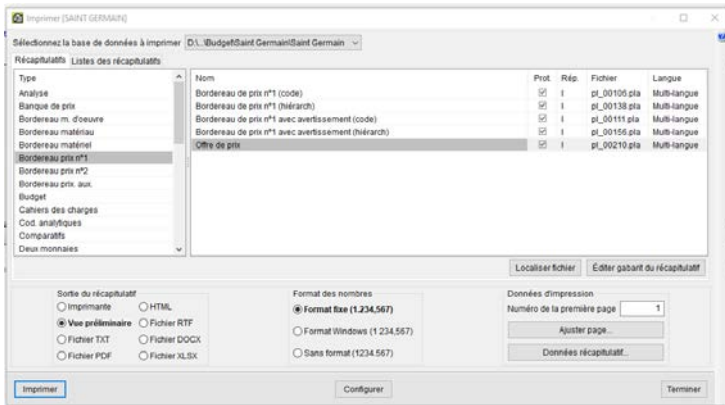 Imprimer [SAINT GERMAIN]
Sélectionnez la base de données à imprimer D:\...\Budget\Saint Germain\Saint Germain
Récapitulatifs Listes des récapitulatifs
Type
Analyse
Banque de prix
Bordereau m. d'oeuvre
Bordereau matériau
Bordereau matériel
Bordereau prix nº1
Bordereau prix nº2
Bordereau prix. aux.
Budget
Cahiers des charges
Cod. analytiques
Comparatifs
Deux monnaies
Nom Prot. Rép. Fichier Langue
Bordereau de prix nº1 (code) I pl_00106.pla Multi-langue
Bordereau de prix nº1 (hiérarch) I pl_00138.pla Multi-langue
Bordereau de prix nº1 avec avertissement (code) I pl_00111.pla Multi-langue
Bordereau de prix nº1 avec avertissement (hiérarch) I pl_00156.pla Multi-langue
Offre de prix I pl_00210.pla Multi-langue
Localiser fichier Éditer gabarit du récapitulatif
Sortie du récapitulatif
Imprimante HTML
Vue préliminaire Fichier RTF
Fichier TXT Fichier DOCX
Fichier PDF Fichier XLSX
Format des nombres
Format fixe (1.234,567)
Format Windows (1 234,567)
Sans format (1234.567)
Données d'impression
Numéro de la première page 1
Ajuster page...
Données récapitulatif...
Imprimer Configurer Terminer